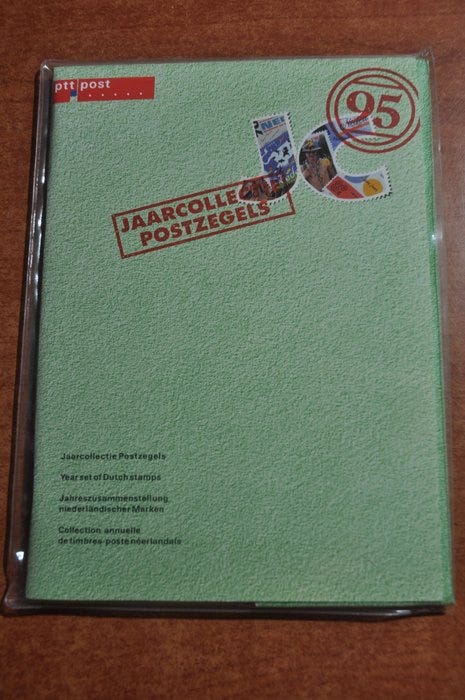 ptt post
95
JAARCOLLECTIE
POSTZEGELS
Jaarcollectie Postzegels
Year set of Dutch stamps
Jahreszusammenstellung
niederländischer Marken
Collection annuelle
de timbres-poste néerlandais